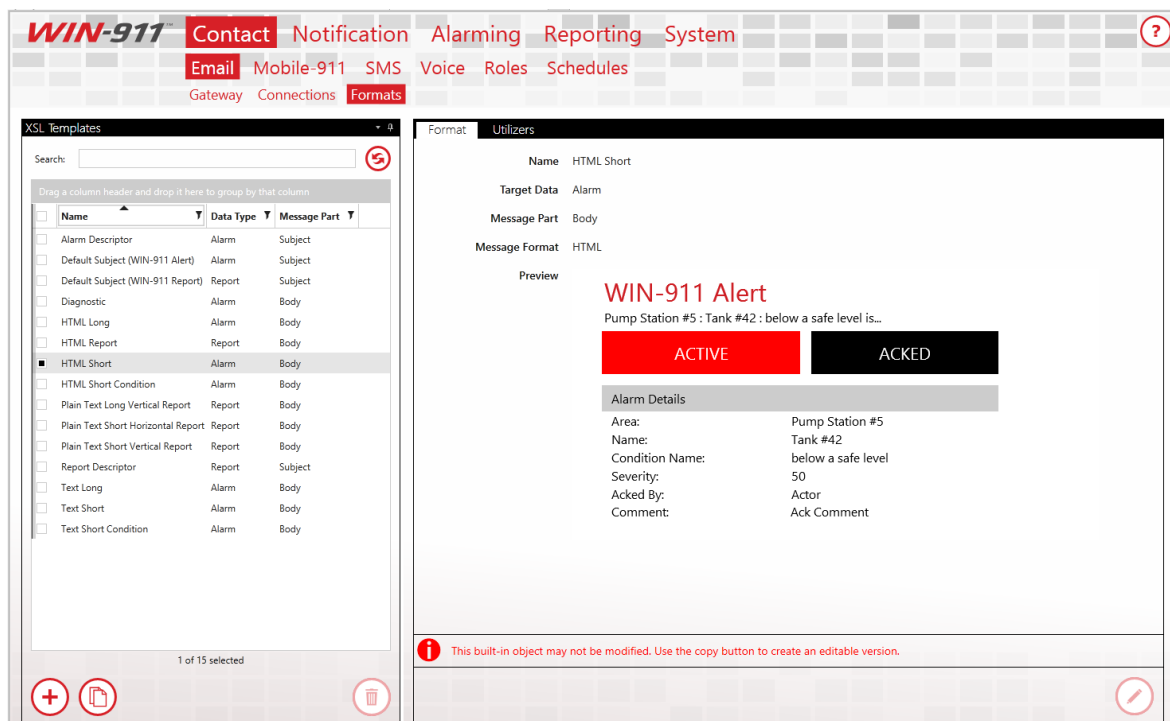 WIN-911™ Contact Notification Alarming Reporting System ?
Email Mobile-911 SMS Voice Roles Schedules
Gateway Connections Formats
XSL Templates
Search:
Drag a column header and drop it here to group by that column
Name Data Type Message Part
Alarm Descriptor Alarm Subject
Default Subject (WIN-911 Alert) Alarm Subject
Default Subject (WIN-911 Report) Report Subject
Diagnostic Alarm Body
HTML Long Alarm Body
HTML Report Report Body
HTML Short Alarm Body
HTML Short Condition Alarm Body
Plain Text Long Vertical Report Report Body
Plain Text Short Horizontal Report Report Body
Plain Text Short Vertical Report Report Body
Report Descriptor Report Subject
Text Long Alarm Body
Text Short Alarm Body
Text Short Condition Alarm Body
1 of 15 selected
Format Utilizers
Name HTML Short
Target Data Alarm
Message Part Body
Message Format HTML
Preview
WIN-911 Alert
Pump Station #5 : Tank #42 : below a safe level is...
ACTIVE ACKED
Alarm Details
Area: Pump Station #5
Name: Tank #42
Condition Name: below a safe level
Severity: 50
Acked By: Actor
Comment: Ack Comment
This built-in object may not be modified. Use the copy button to create an editable version.